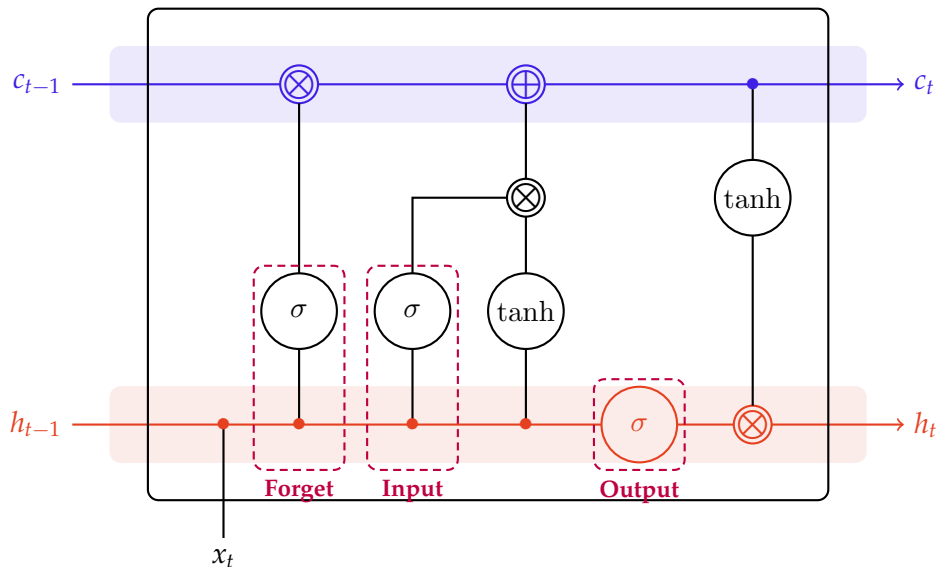 c_{t−1}
c_t
tanh
σ
σ
tanh
h_{t−1}
σ
h_t
Forget
Input
Output
x_t